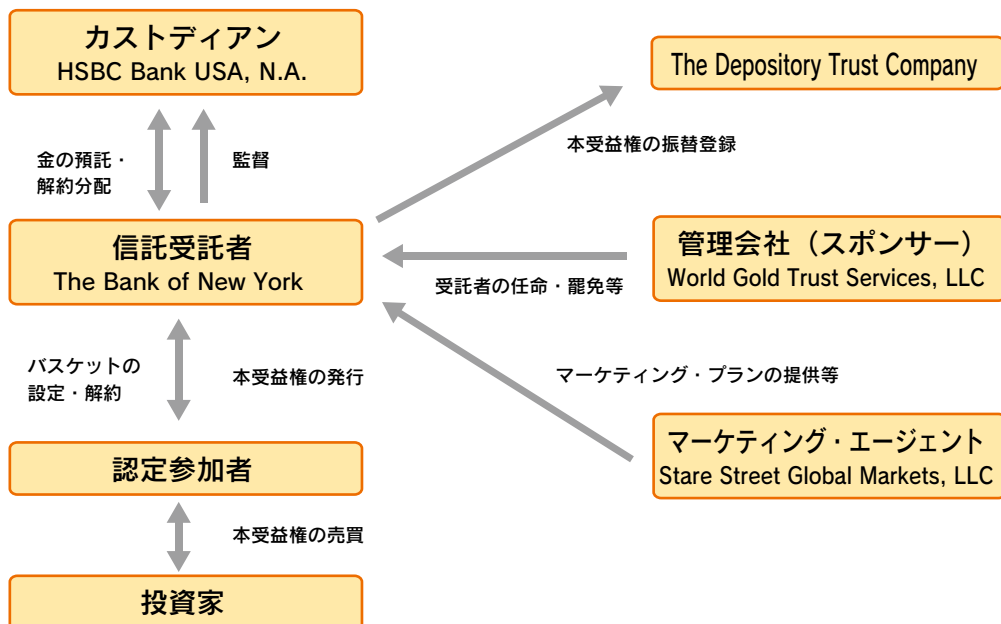 カストディアン
HSBC Bank USA, N.A.
The Depository Trust Company
金の預託・
解約分配
監督
本受益権の振替登録
信託受託者
The Bank of New York
管理会社（スポンサー）
World Gold Trust Services, LLC
受託者の任命・罷免等
バスケットの
設定・解約
本受益権の発行
マーケティング・プランの提供等
認定参加者
マーケティング・エージェント
Stare Street Global Markets, LLC
本受益権の売買
投資家